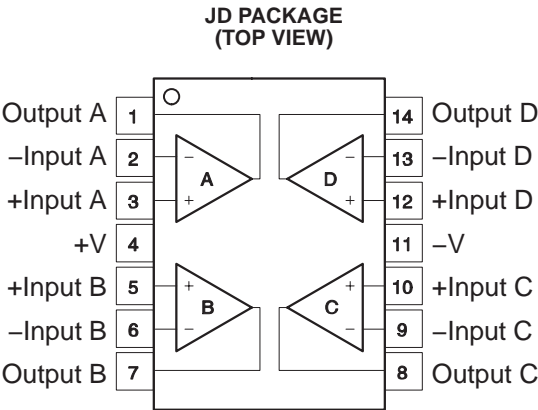 JD PACKAGE
(TOP VIEW)
Output A 1 14 Output D
−Input A 2 − − 13 −Input D
A D
+Input A 3 + + 12 +Input D
+V 4 11 −V
+Input B 5 + + 10 +Input C
B C
−Input B 6 − − 9 −Input C
Output B 7 8 Output C